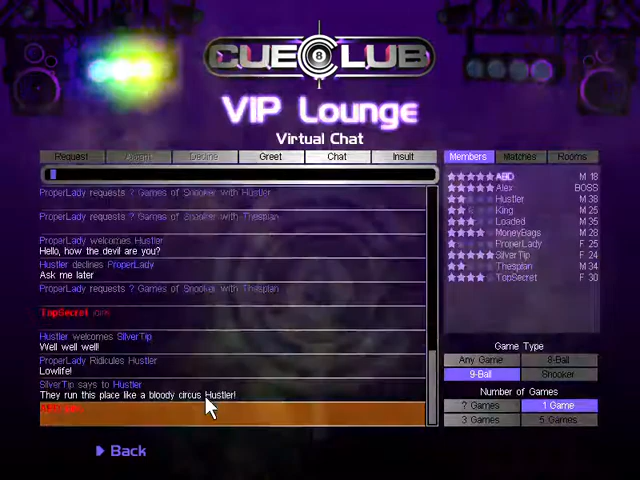 CUE CLUB
8
VIP Lounge
Virtual Chat
Request
Decline
Greet
Chat
Insult
Members
Matches
Rooms
ProperLady requests ? Games of Snooker with Hustler
ProperLady requests ? Games of Snooker with Thespian
ProperLady welcomes Hustler
Hello, how the devil are you?
Hustler declines ProperLady
Ask me later
ProperLady requests ? Games of Snooker with Thespian
TopSecret joins
Hustler welcomes SilverTip
Well well well!
ProperLady Ridicules Hustler
Lowlife!
SilverTip says to Hustler
They run this place like a bloody circus Hustler!
M 18
Alex BOSS
Hustler M 38
King M 25
Loaded M 35
MoneyBags M 28
ProperLady F 25
SilverTip F 24
Thespian M 34
TopSecret F 30
Game Type
Any Game
8-Ball
9-Ball
Snooker
Number of Games
? Games
1 Game
3 Games
5 Games
Back